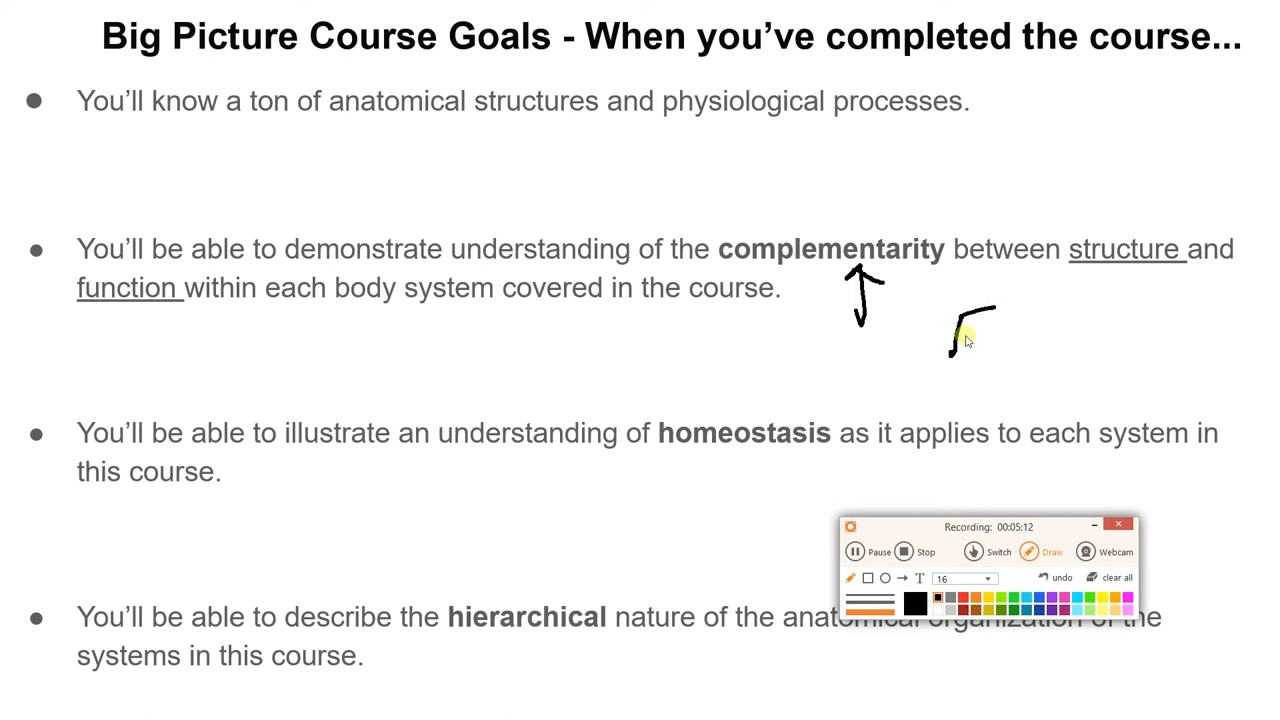 Big Picture Course Goals - When you’ve completed the course...
● You’ll know a ton of anatomical structures and physiological processes.
● You’ll be able to demonstrate understanding of the complementarity between structure and
function within each body system covered in the course.
● You’ll be able to illustrate an understanding of homeostasis as it applies to each system in
this course.
Recording: 00:05:12
Pause Stop Switch Draw Webcam
T 16 undo clear all
● You’ll be able to describe the hierarchical nature of the anatomical organization of the
systems in this course.